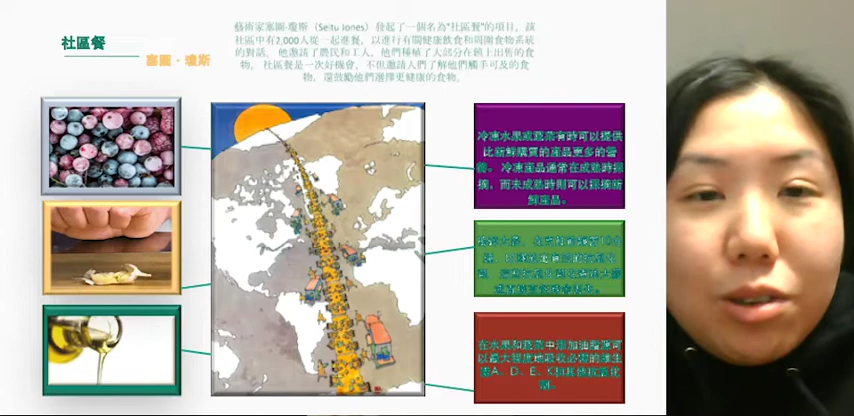 社區餐
塞圖·瓊斯
藝術家塞圖·瓊斯（Seitu Jones）發起了一個名為"社區餐"的項目，該
社區中有2,000人從一起進餐，以進行有關健康飲食和周圍食物系統
的對話。他邀請了農民和工人，他們種植了大部分在鎮上出售的食
物。社區餐是一次好機會，不但邀請人們了解他們觸手可及的食
物，還鼓勵他們選擇更健康的食物。
冷凍水果或蔬菜有時可以提供
比新鮮購買的產品更多的營
養。冷凍產品通常在成熟時採
摘，而未成熟時則可以採摘新
鮮產品。
在水果和蔬菜中添加油脂可
以最大程度地吸收必需的維生
素A、D、E、K和其他抗氧化
劑。